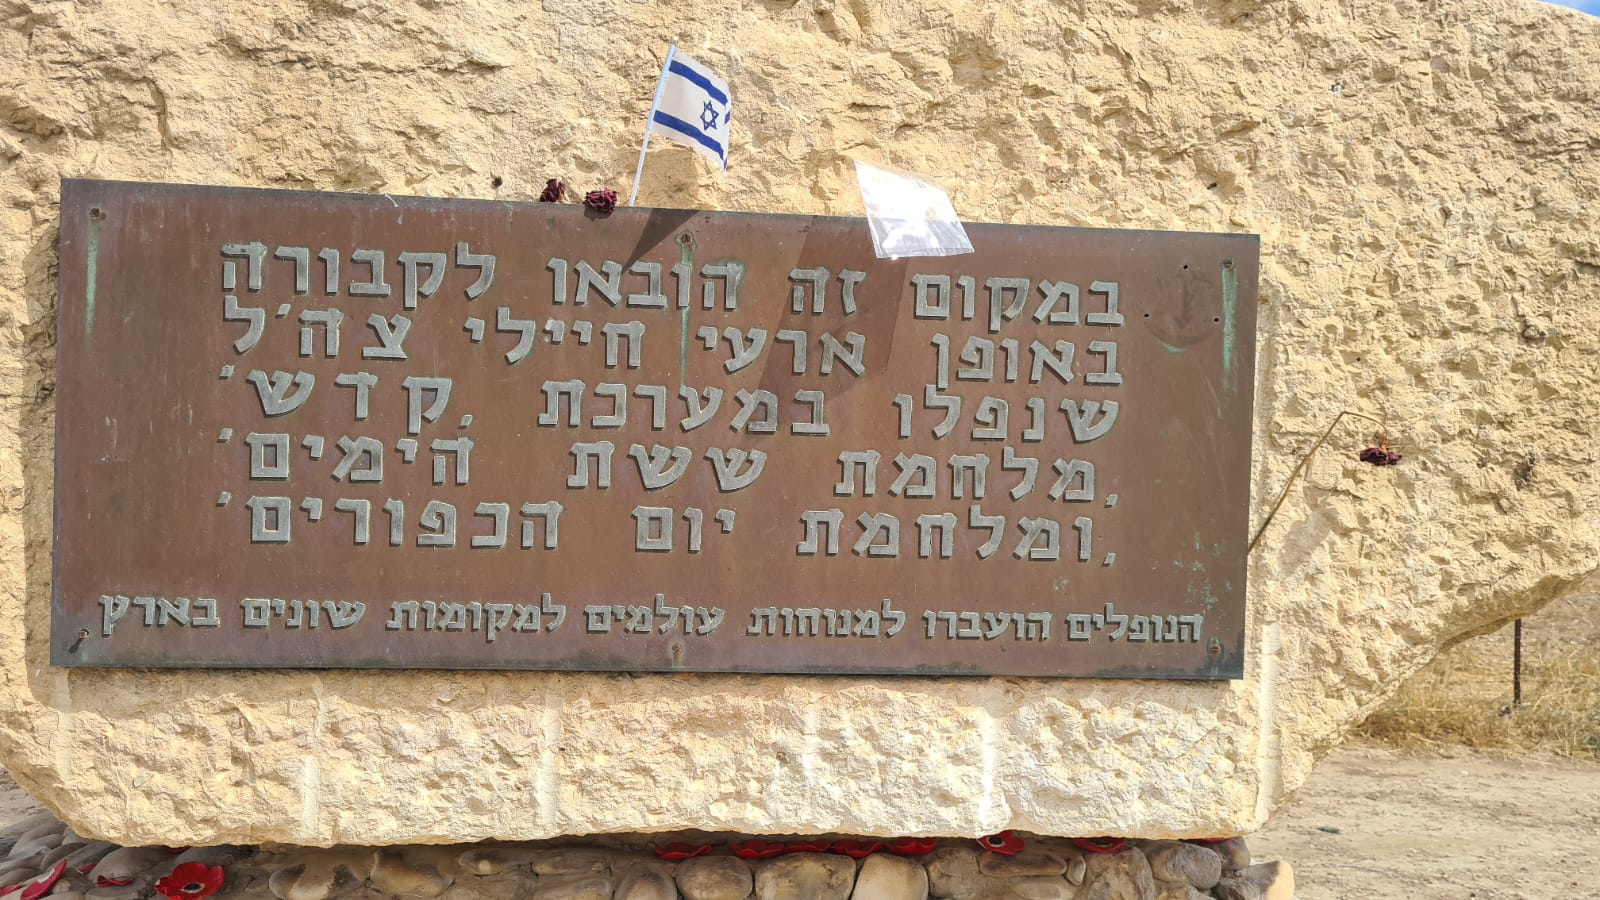 במקום זה הובאו לקבורה
באופן ארעי חיילי צה'ל
שנפלו במערכת ,קדש'
,מלחמת ששת הימים'
,ומלחמת יום הכפורים'
הנופלים הועברו למנוחות עולמים למקומות שונים בארץ